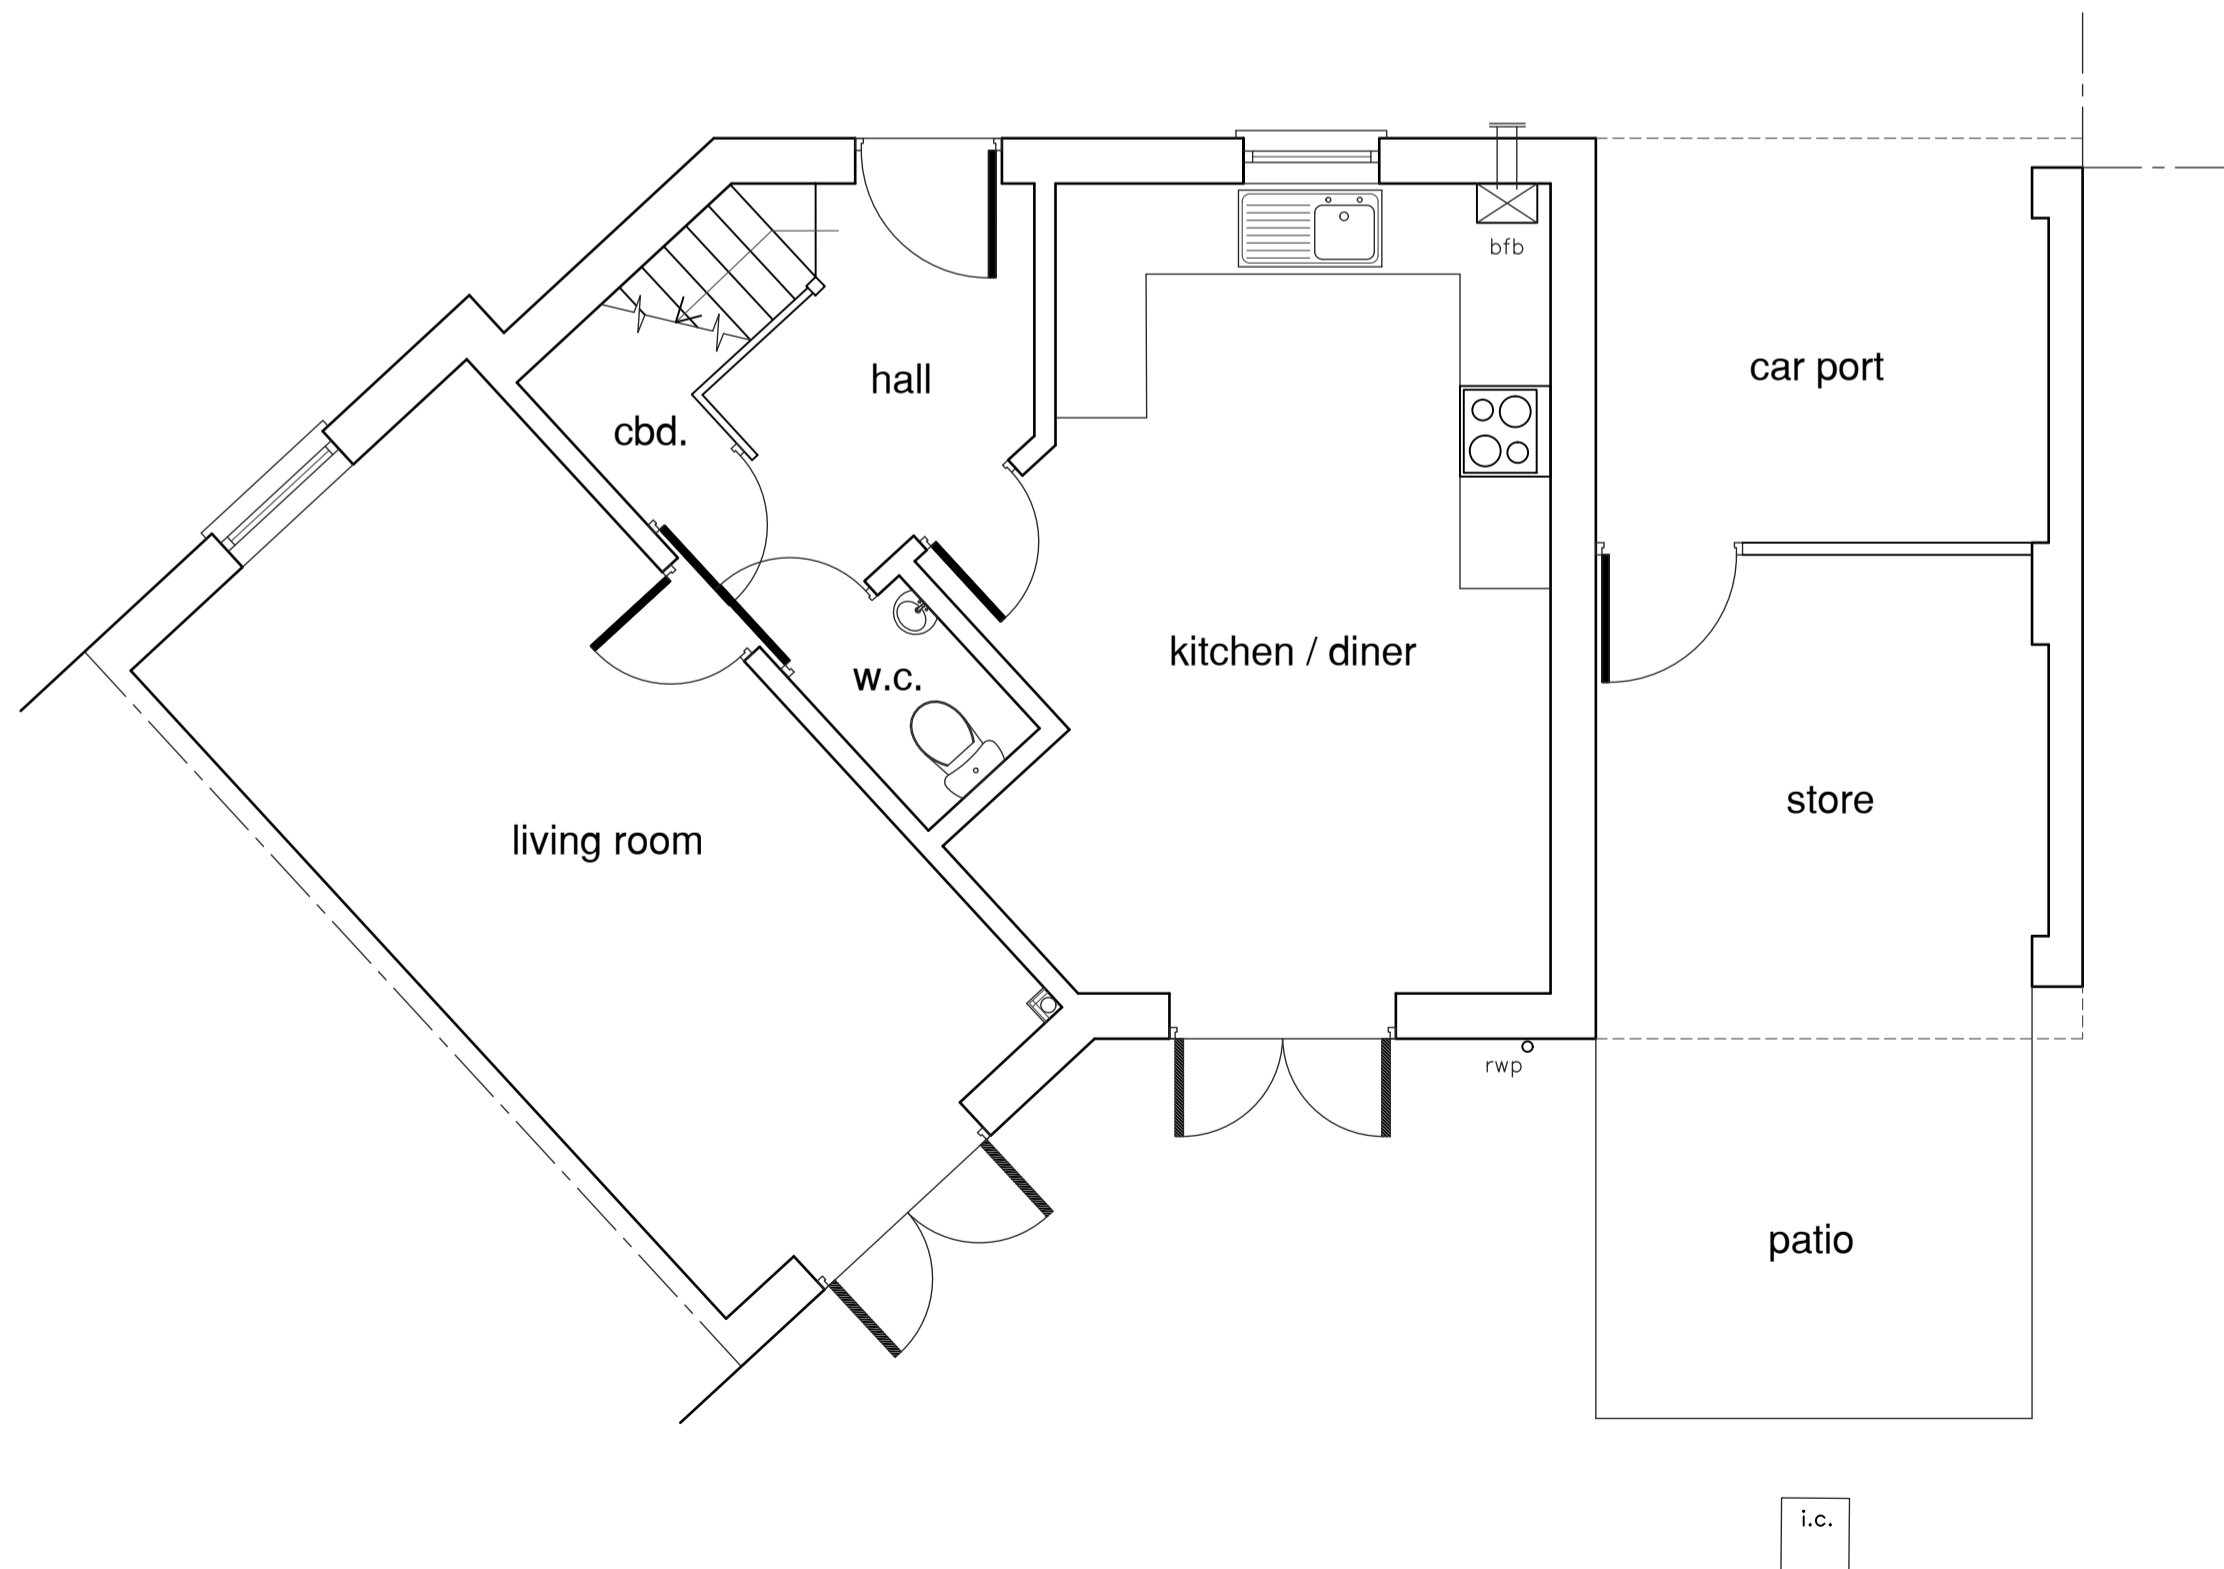 bfb
car port
hall
cbd.
kitchen / diner
w.c.
store
living room
rwp
patio
i.c.